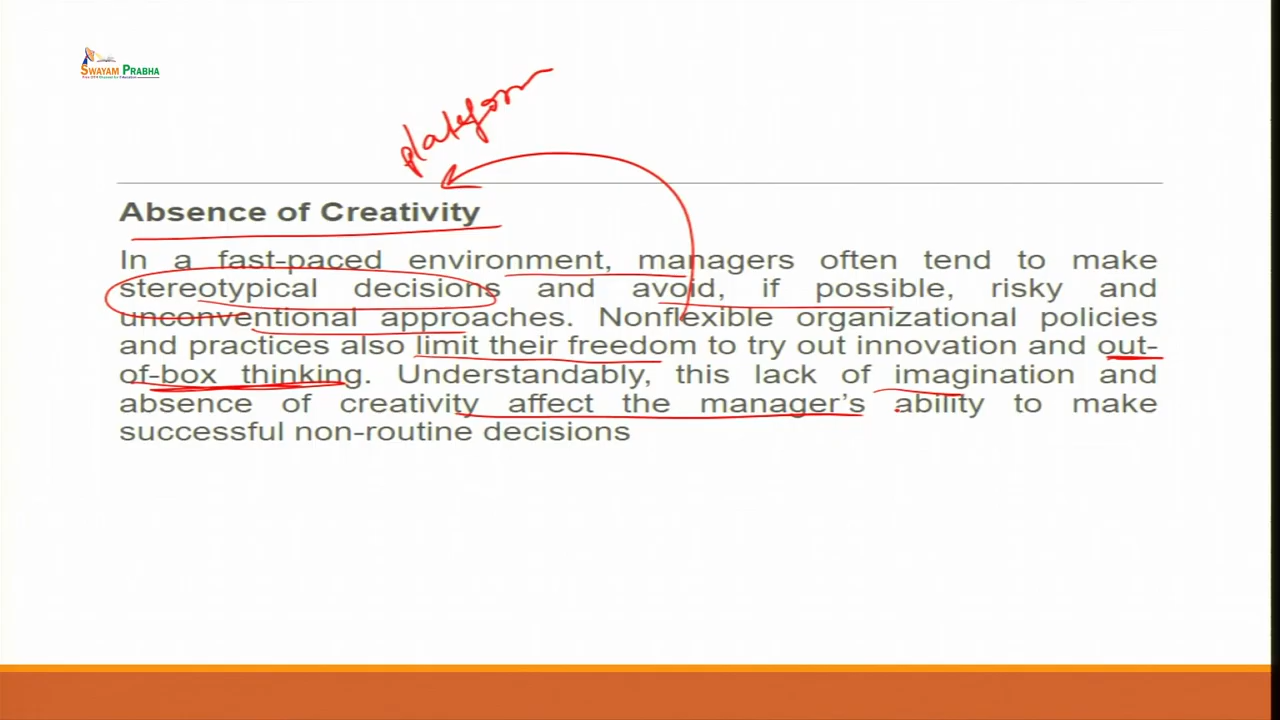 SWAYAM PRABHA
plateform
Absence of Creativity
In a fast-paced environment, managers often tend to make
stereotypical decisions and avoid, if possible, risky and
unconventional approaches. Nonflexible organizational policies
and practices also limit their freedom to try out innovation and out-
of-box thinking. Understandably, this lack of imagination and
absence of creativity affect the manager's ability to make
successful non-routine decisions